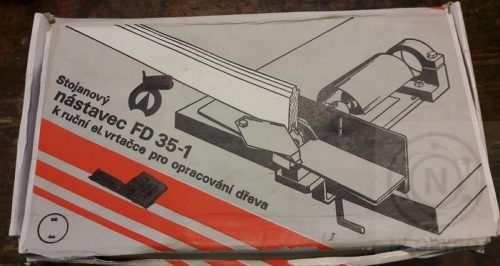 Stojanový
nástavec FD 35-1
k ruční el. vrtačce pro opracování dřeva
N